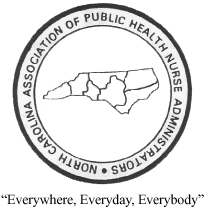 NORTH CAROLINA ASSOCIATION OF PUBLIC HEALTH NURSE ADMINISTRATORS •
“Everywhere, Everyday, Everybody”